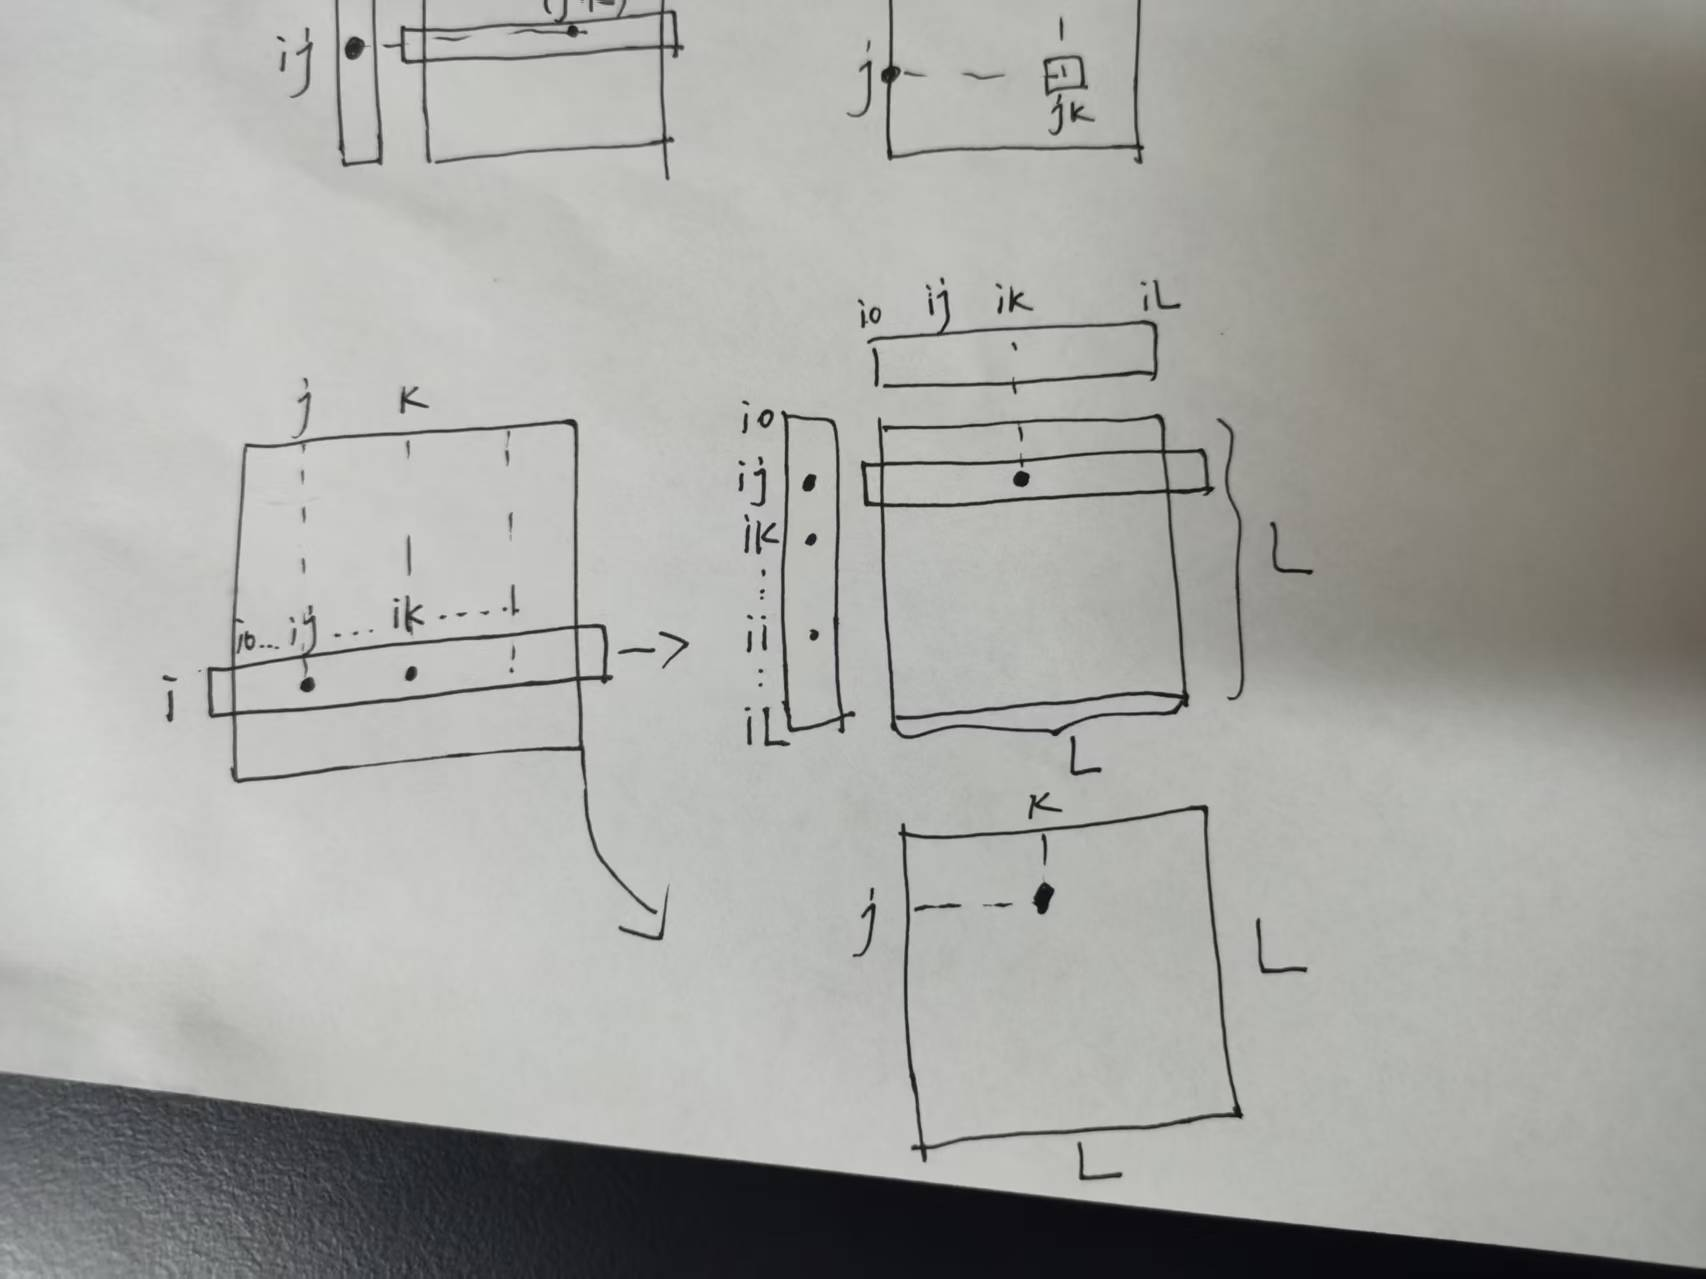 ij
j
jk
io ij ik iL
j k
io
ij
ik
⋮
ii
⋮
iL
L
io... ij .... ik .....
i
L
k
j
L
L